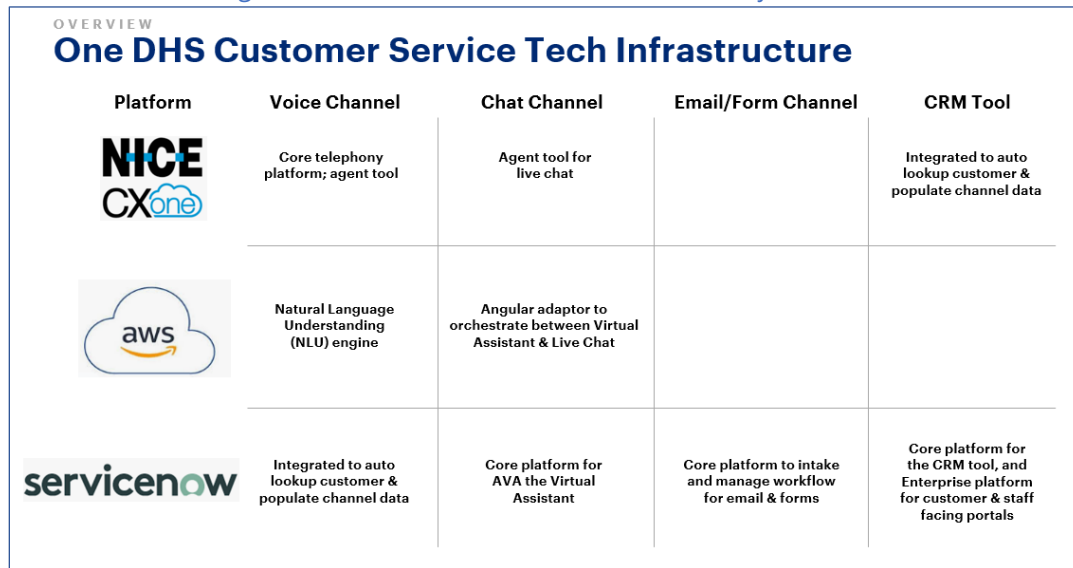 OVERVIEW
One DHS Customer Service Tech Infrastructure
Platform
Voice Channel
Chat Channel
Email/Form Channel
CRM Tool
NICE
CXone
Core telephony
platform; agent tool
Agent tool for
live chat
Integrated to auto
lookup customer &
populate channel data
aws
Natural Language
Understanding
(NLU) engine
Angular adaptor to
orchestrate between Virtual
Assistant & Live Chat
servicenow
Integrated to auto
lookup customer &
populate channel data
Core platform for
AVA the Virtual
Assistant
Core platform to intake
and manage workflow
for email & forms
Core platform for
the CRM tool, and
Enterprise platform
for customer & staff
facing portals